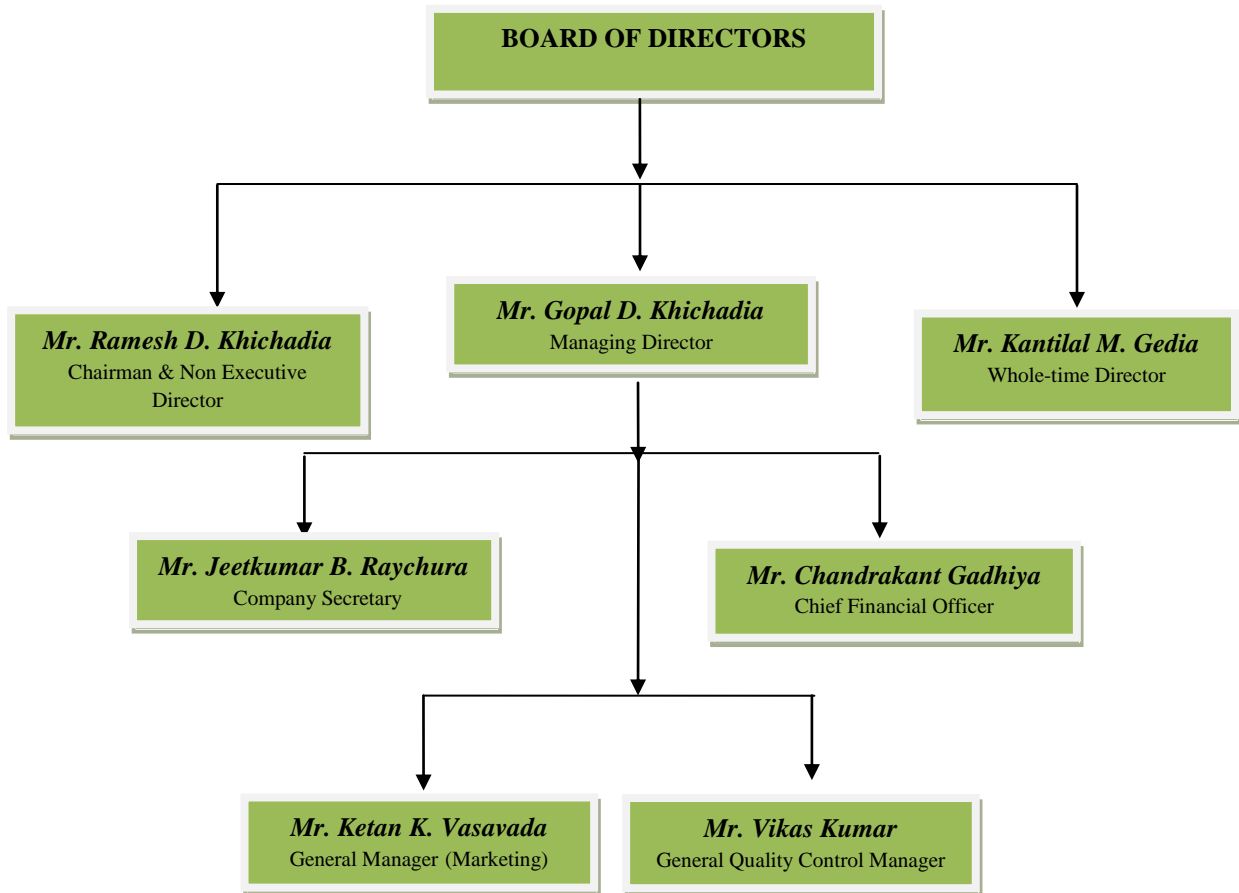 BOARD OF DIRECTORS
Mr. Ramesh D. Khichadia
Chairman & Non Executive
Director
Mr. Gopal D. Khichadia
Managing Director
Mr. Kantilal M. Gedia
Whole-time Director
Mr. Jeetkumar B. Raychura
Company Secretary
Mr. Chandrakant Gadhiya
Chief Financial Officer
Mr. Ketan K. Vasavada
General Manager (Marketing)
Mr. Vikas Kumar
General Quality Control Manager